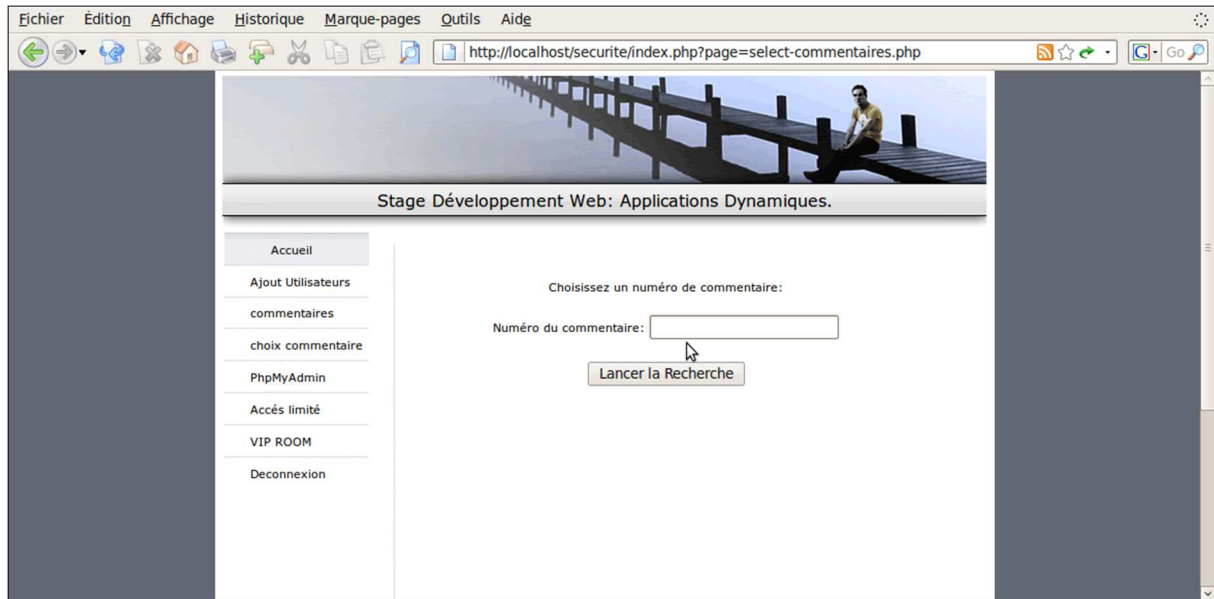 Fichier Édition Affichage Historique Marque-pages Outils Aide
http://localhost/securite/index.php?page=select-commentaires.php
G Go
Stage Développement Web: Applications Dynamiques.
Accueil
Ajout Utilisateurs
commentaires
choix commentaire
PhpMyAdmin
Accés limité
VIP ROOM
Deconnexion
Choisissez un numéro de commentaire:
Numéro du commentaire:
Lancer la Recherche